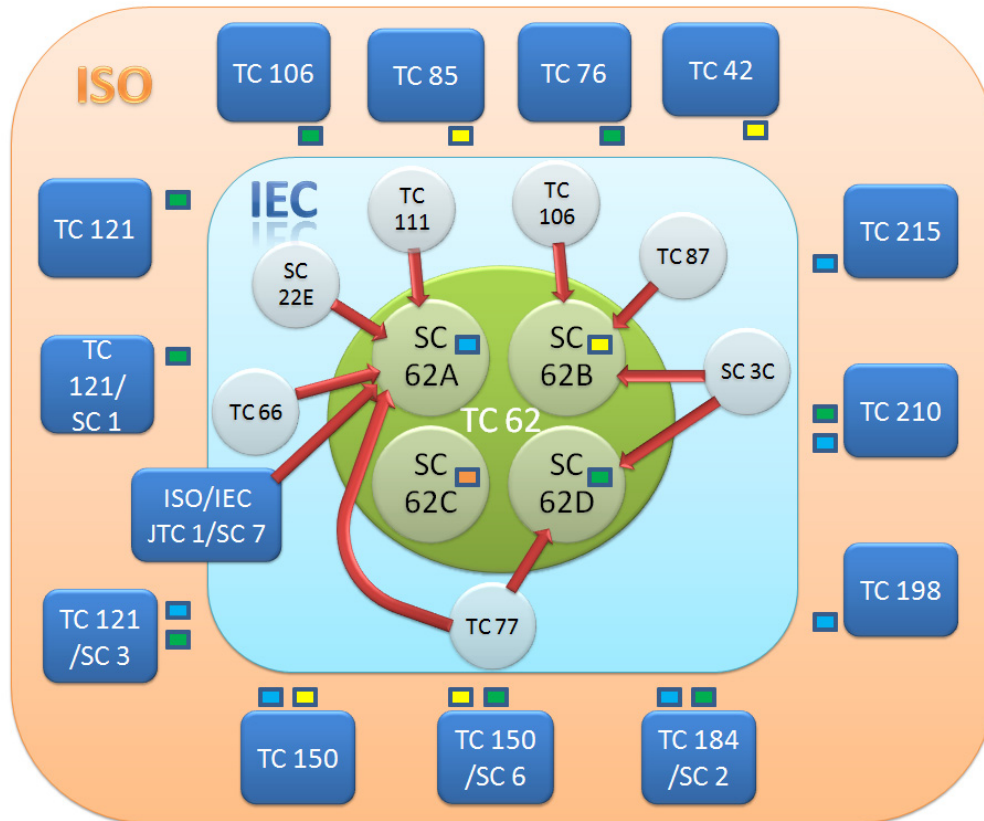 ISO
TC 106
TC 85
TC 76
TC 42
IEC
TC
111
TC
106
TC 121
TC 215
SC
22E
TC 87
SC
62A
SC
62B
TC
121/
SC 1
TC 66
SC 3C
TC 210
TC 62
SC
62C
SC
62D
ISO/IEC
JTC 1/SC 7
TC 121
/SC 3
TC 77
TC 198
TC 150
TC 150
/SC 6
TC 184
/SC 2